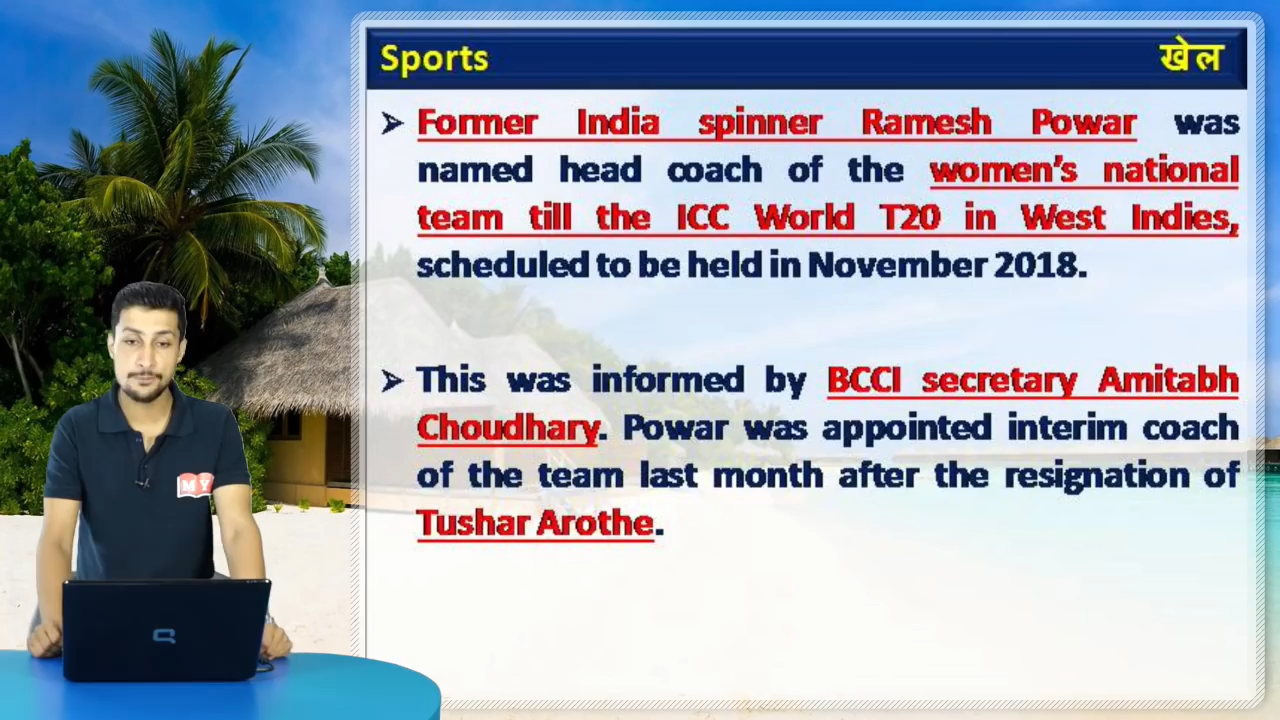 Sports खेल
➢ Former India spinner Ramesh Powar was
named head coach of the women's national
team till the ICC World T20 in West Indies,
scheduled to be held in November 2018.
➢ This was informed by BCCI secretary Amitabh
Choudhary. Powar was appointed interim coach
of the team last month after the resignation of
Tushar Arothe.
MY